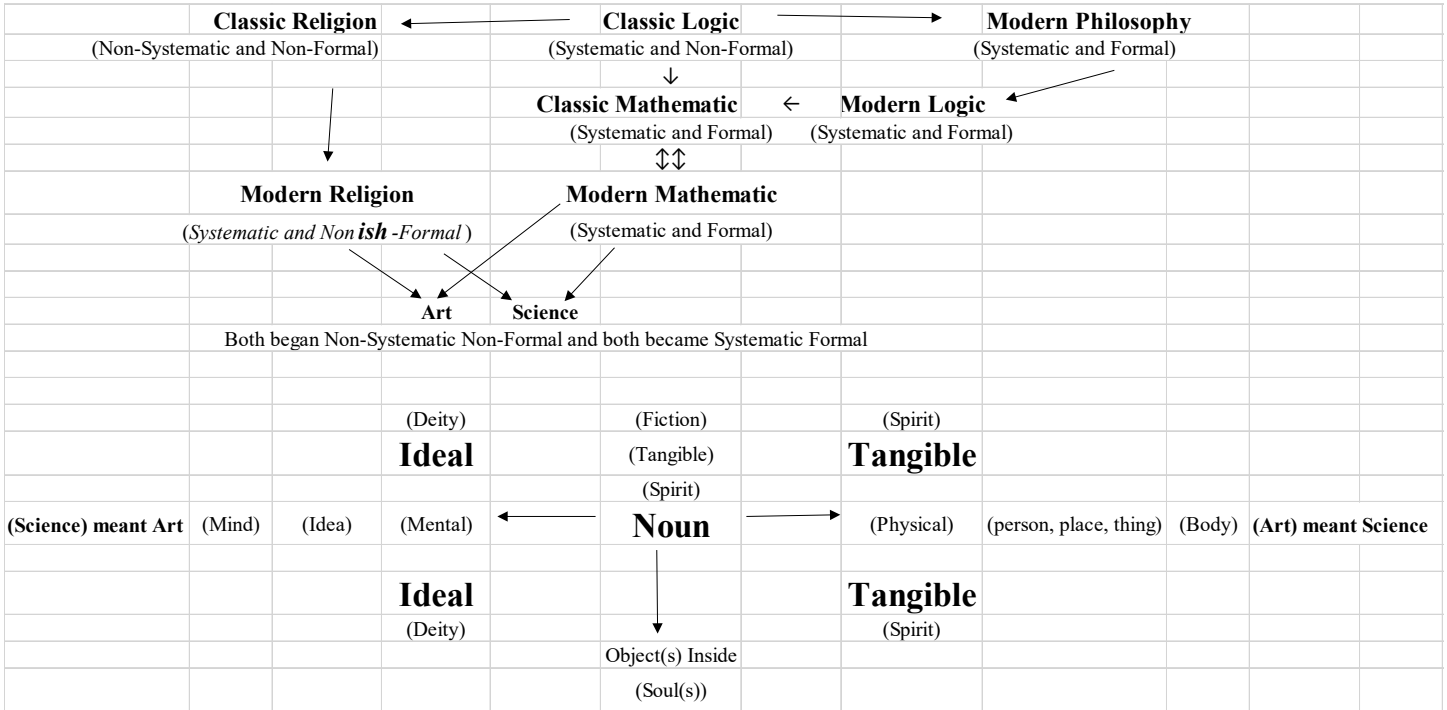 Classic Religion Classic Logic Modern Philosophy
(Non-Systematic and Non-Formal) (Systematic and Non-Formal) (Systematic and Formal)
↓
Classic Mathematic ← Modern Logic
(Systematic and Formal) (Systematic and Formal)
↕↕
Modern Religion Modern Mathematic
(Systematic and Non ish -Formal ) (Systematic and Formal)
Art Science
Both began Non-Systematic Non-Formal and both became Systematic Formal
(Deity) (Fiction) (Spirit)
Ideal (Tangible) Tangible
(Spirit)
(Science) meant Art (Mind) (Idea) (Mental) Noun (Physical) (person, place, thing) (Body) (Art) meant Science
Ideal Tangible
(Deity) (Spirit)
Object(s) Inside
(Soul(s))